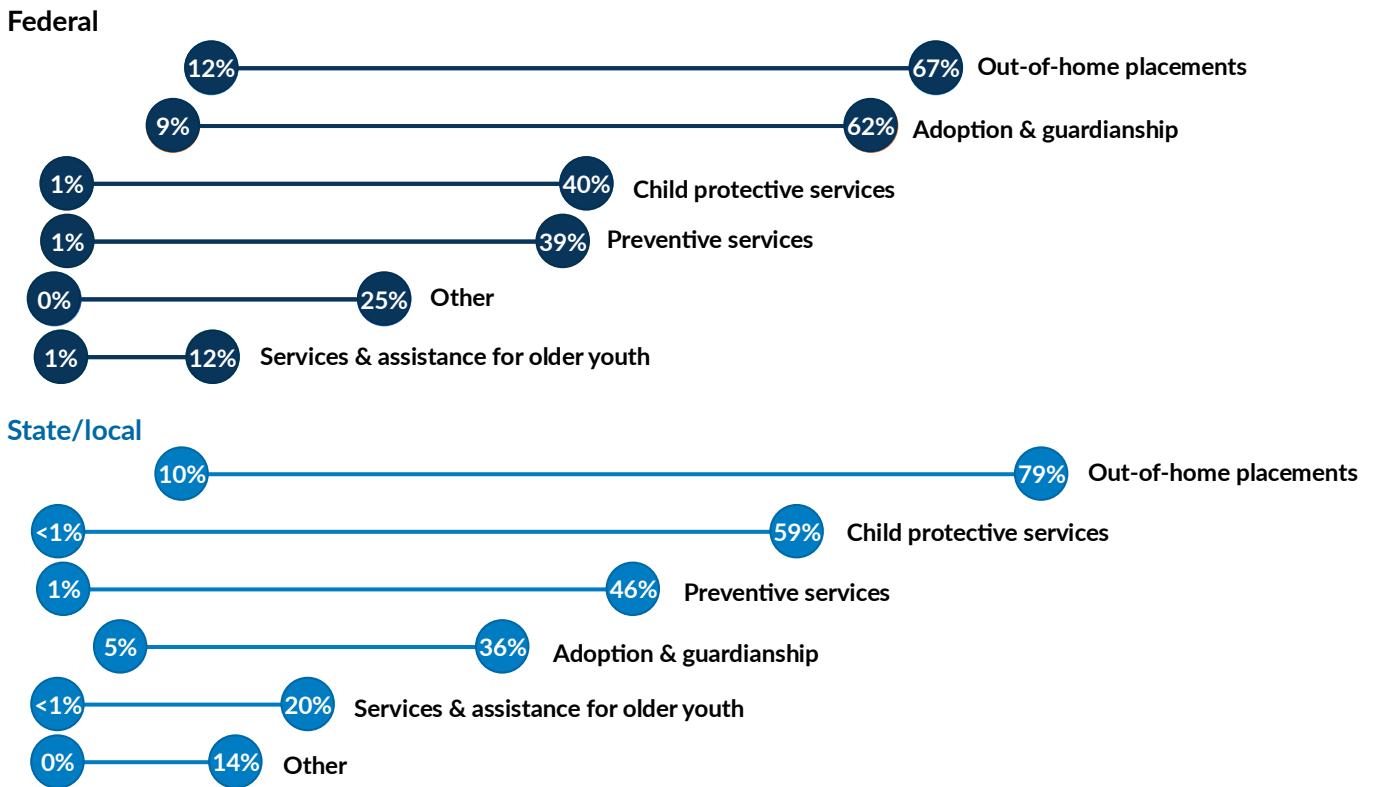 Federal
12% 67% Out-of-home placements
9% 62% Adoption & guardianship
1% 40% Child protective services
1% 39% Preventive services
0% 25% Other
1% 12% Services & assistance for older youth
State/local
10% 79% Out-of-home placements
<1% 59% Child protective services
1% 46% Preventive services
5% 36% Adoption & guardianship
<1% 20% Services & assistance for older youth
0% 14% Other